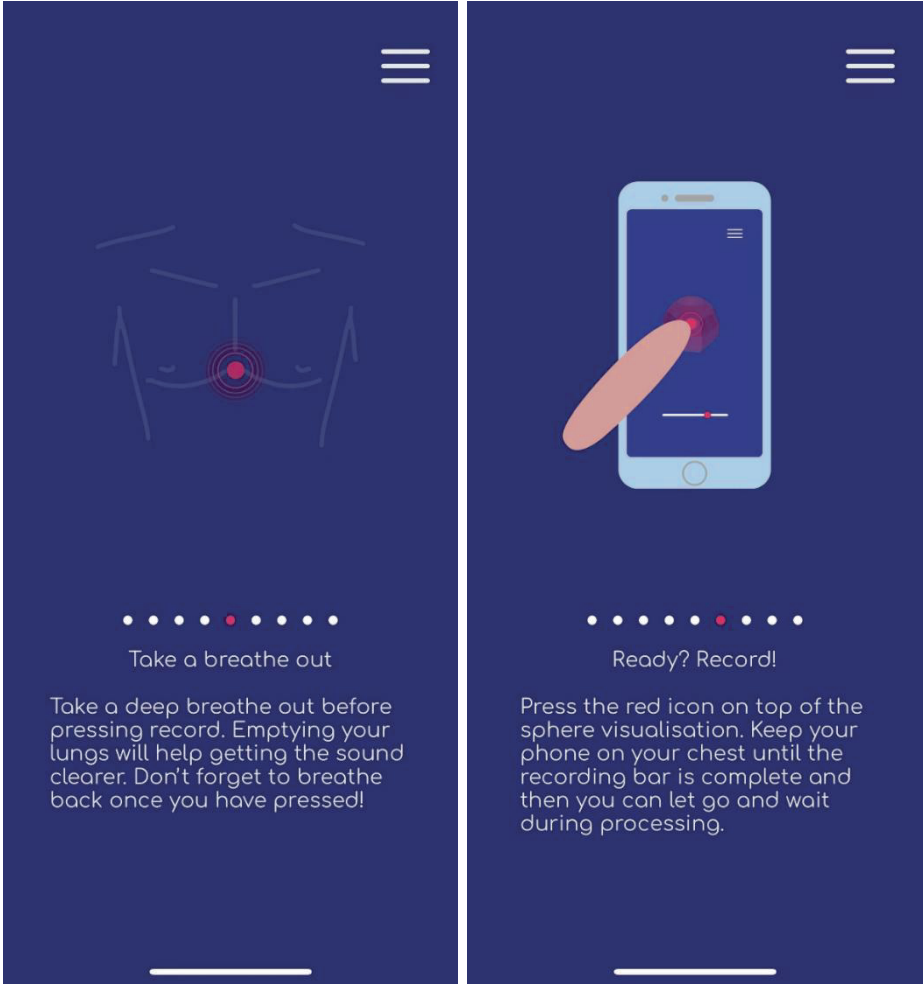 Take a breathe out
Take a deep breathe out before
pressing record. Emptying your
lungs will help getting the sound
clearer. Don't forget to breathe
back once you have pressed!
Ready? Record!
Press the red icon on top of the
sphere visualisation. Keep your
phone on your chest until the
recording bar is complete and
then you can let go and wait
during processing.